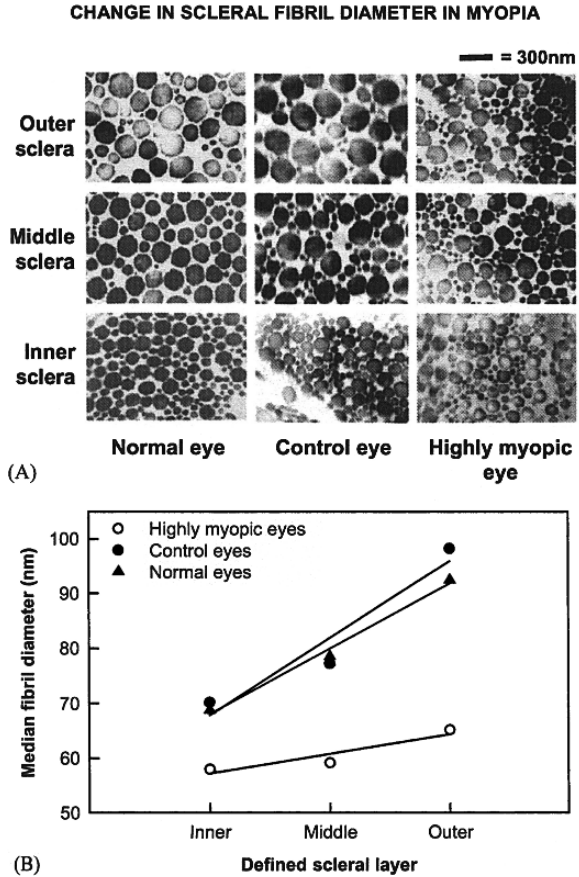 CHANGE IN SCLERAL FIBRIL DIAMETER IN MYOPIA
= 300nm
Outer
sclera
Middle
sclera
Inner
sclera
Normal eye
Control eye
Highly myopic
eye
(A)
100
90
80
70
60
50
Median fibril diameter (nm)
Highly myopic eyes
Control eyes
Normal eyes
Inner
Middle
Outer
Defined scleral layer
(B)